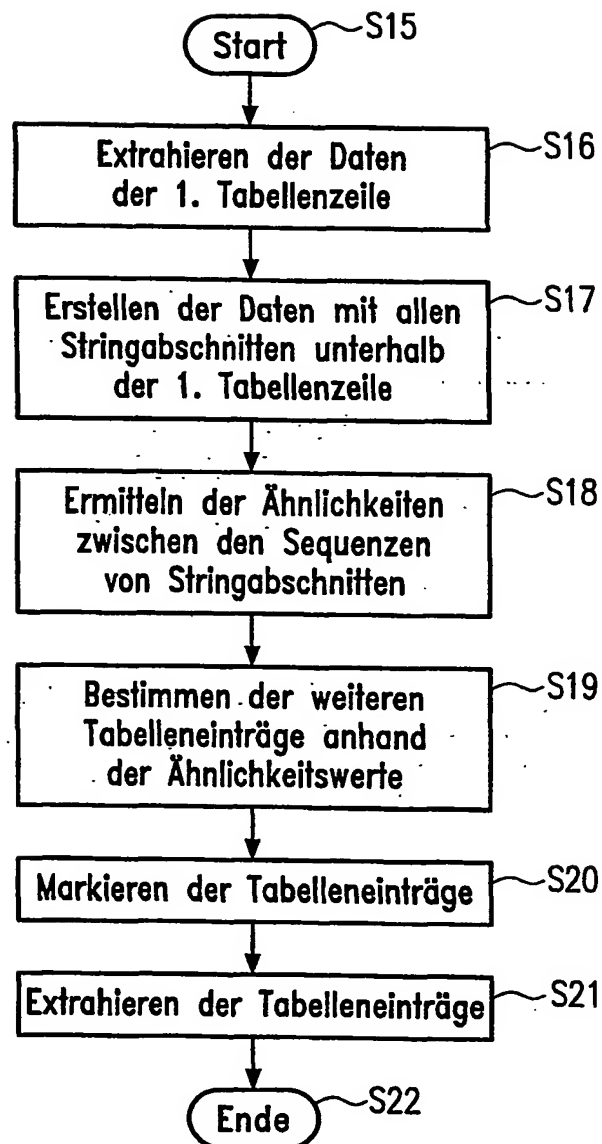 Start
S15
Extrahieren der Daten
der 1. Tabellenzeile
S16
Erstellen der Daten mit allen
Stringabschnitten unterhalb
der 1. Tabellenzeile
S17
Ermitteln der Ähnlichkeiten
zwischen den Sequenzen
von Stringabschnitten
S18
Bestimmen der weiteren
Tabelleneinträge anhand
der Ähnlichkeitswerte
S19
Markieren der Tabelleneinträge
S20
Extrahieren der Tabelleneinträge
S21
Ende
S22